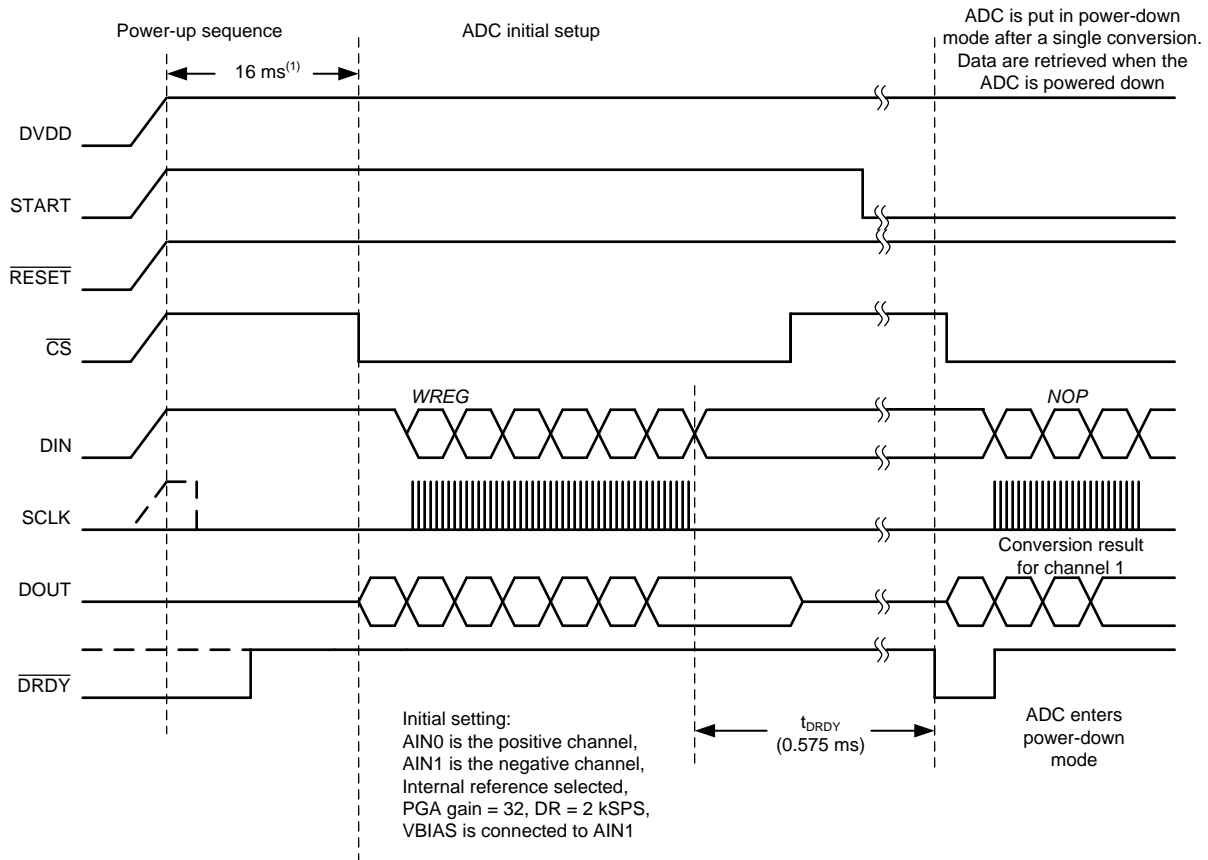 Power-up sequence
ADC initial setup
ADC is put in power-down
mode after a single conversion.
Data are retrieved when the
ADC is powered down
16 ms(1)
DVDD
START
RESET
CS
WREG
NOP
DIN
SCLK
Conversion result
for channel 1
DOUT
DRDY
Initial setting:
AIN0 is the positive channel,
AIN1 is the negative channel,
Internal reference selected,
PGA gain = 32, DR = 2 kSPS,
VBIAS is connected to AIN1
tDRDY
(0.575 ms)
ADC enters
power-down
mode